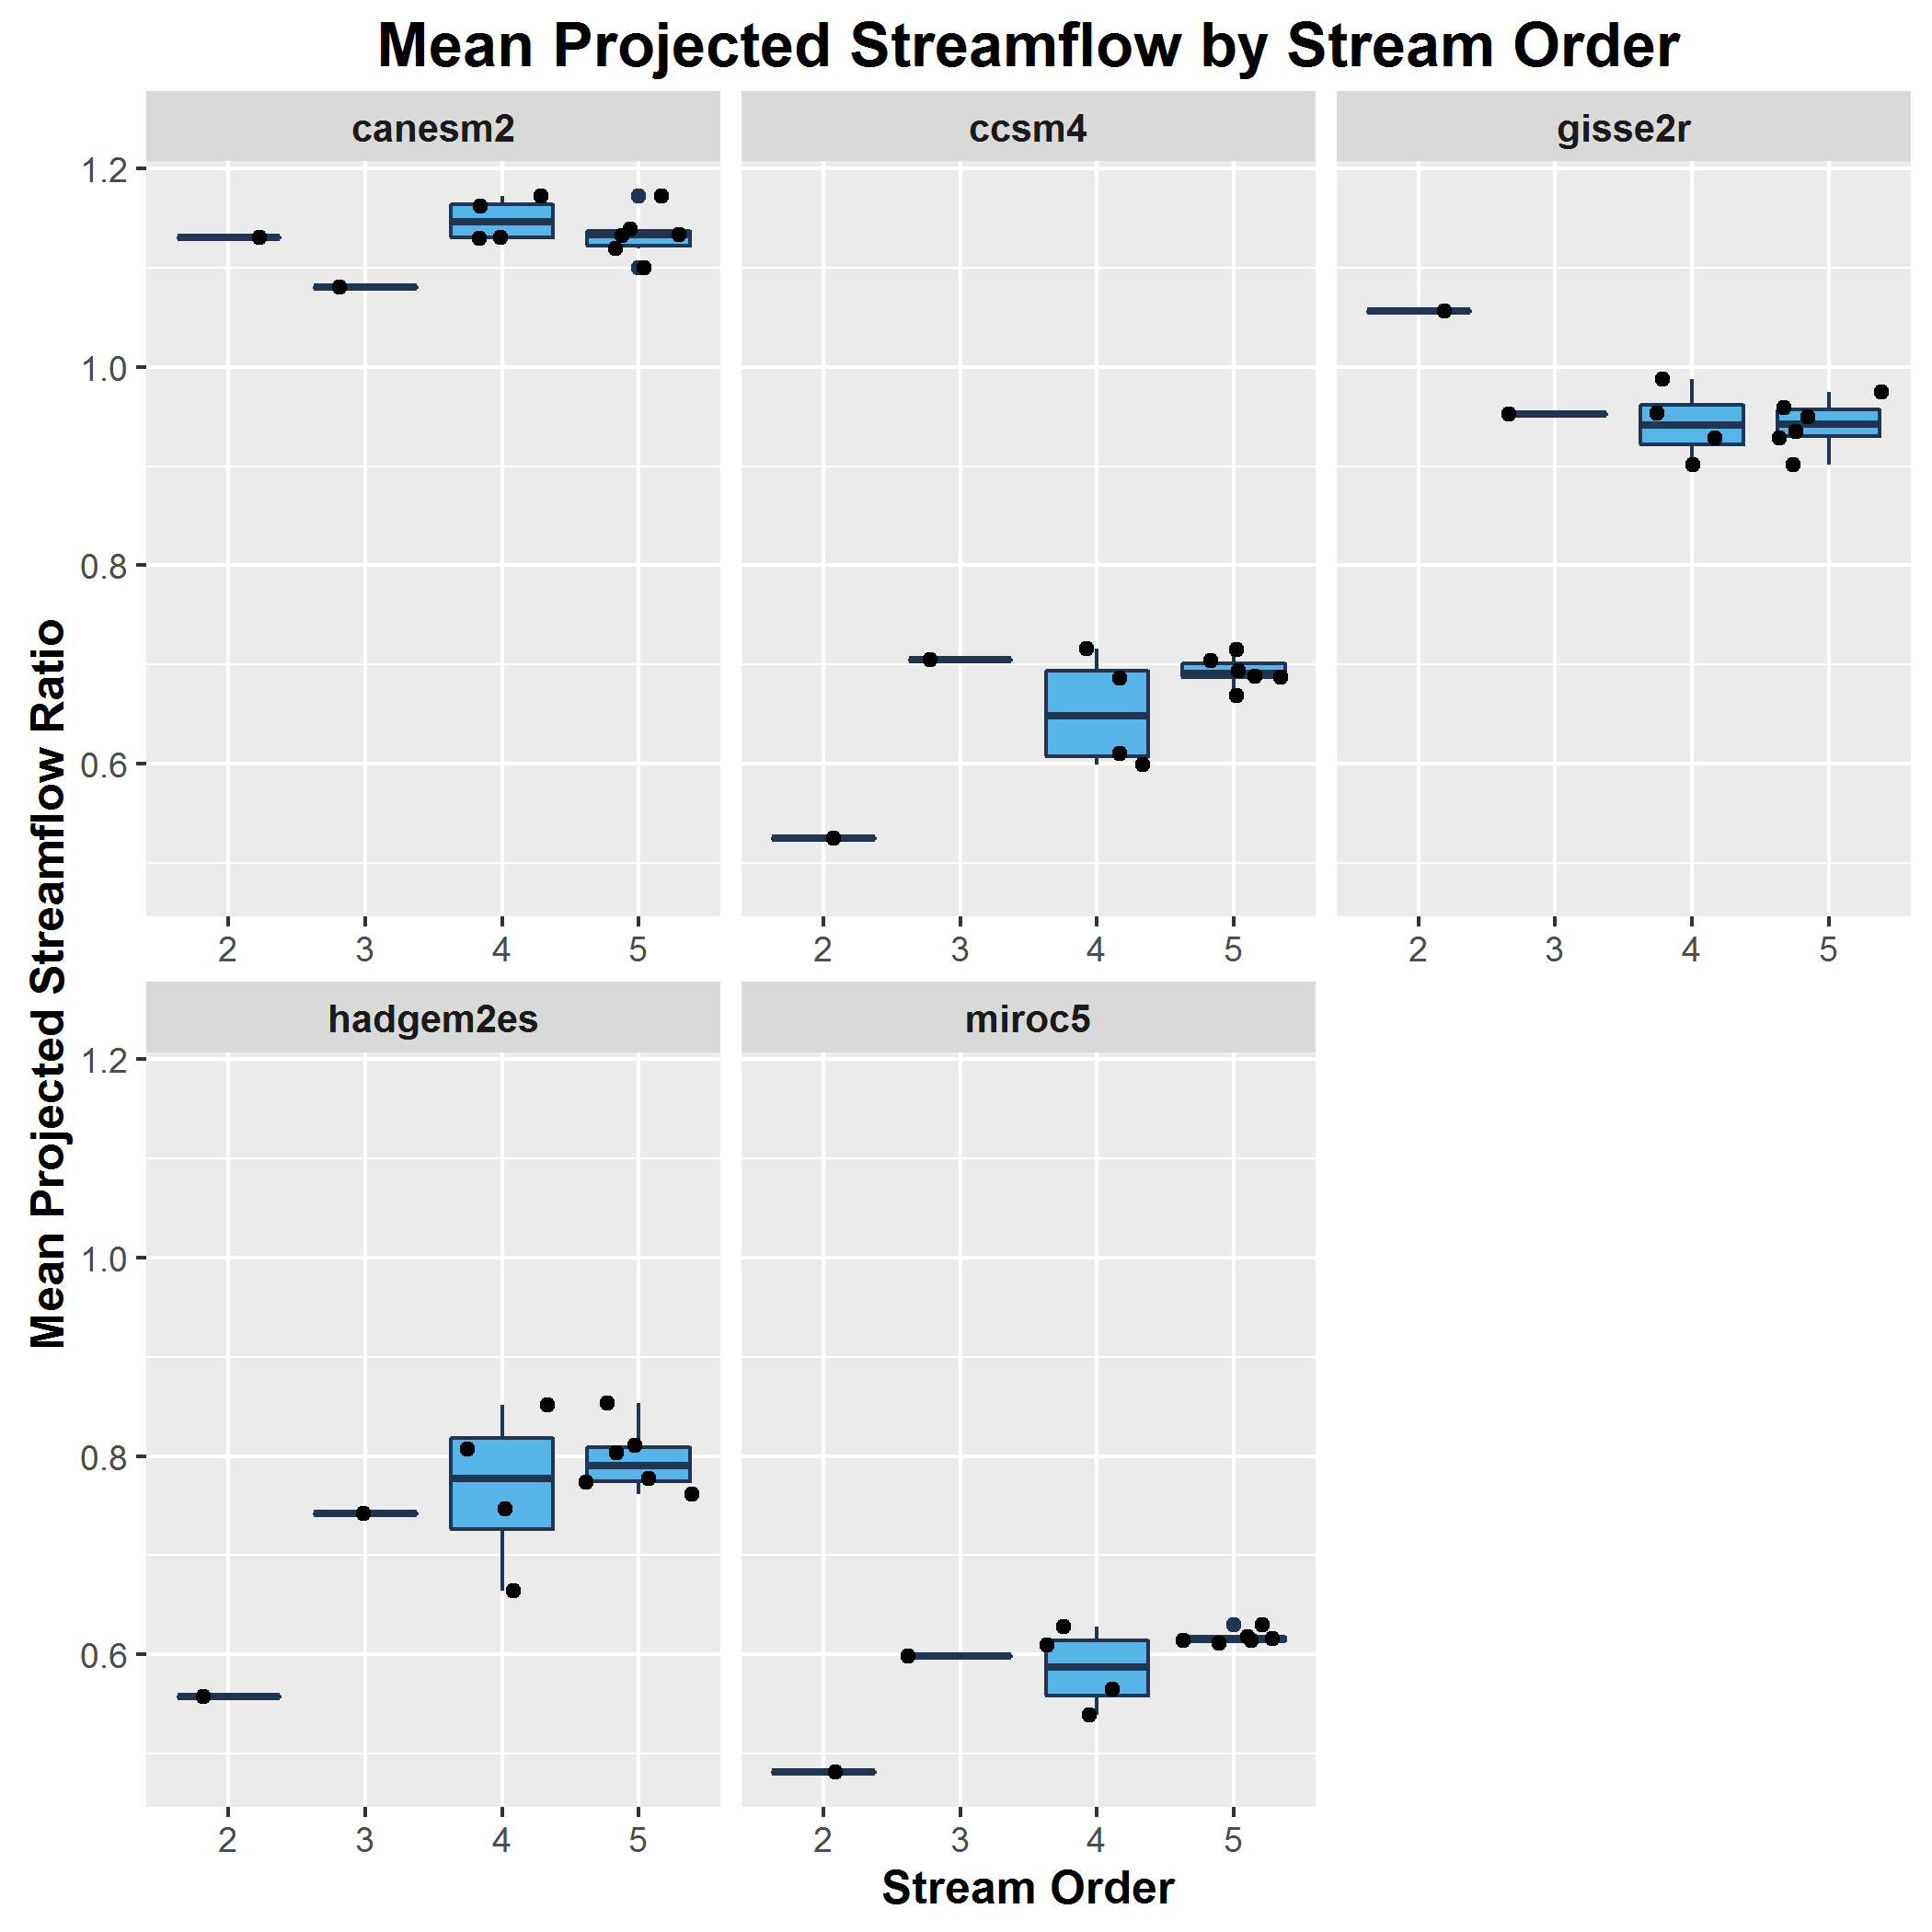 Mean Projected Streamflow by Stream Order
canesm2
ccsm4
gisse2r
1.2
1.0
0.8
0.6
2 3 4 5
2 3 4 5
2 3 4 5
Mean Projected Streamflow Ratio
hadgem2es
miroc5
1.2
1.0
0.8
0.6
2 3 4 5
2 3 4 5
Stream Order